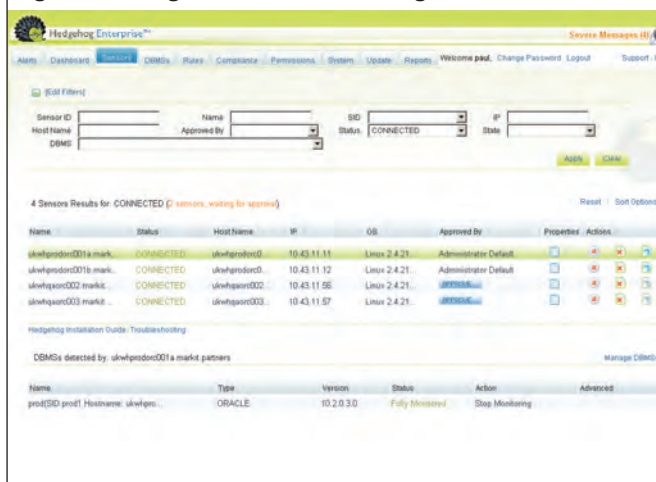 Hedgehog Enterprise™
Severe Messages (4)
Alerts Dashboard Sensors DBMSs Rules Compliance Permissions System Update Reports Welcome paul, Change Password Logout Support
[Edit Filters]
Sensor ID Name SID IP
Host Name Approved By Status CONNECTED State
DBMS
Apply Clear
4 Sensors Results for: CONNECTED (2 sensors, waiting for approval) Reset Sort Options
Name Status Host Name IP OS Approved By Properties Actions
ukwhprodorc001a.mark... CONNECTED ukwhprodorc0... 10.43.11.11 Linux 2.4.21... Administrator Default
ukwhprodorc001b.mark... CONNECTED ukwhprodorc0... 10.43.11.12 Linux 2.4.21... Administrator Default
ukwhqaorc002.markit... CONNECTED ukwhqaorc002... 10.43.11.56 Linux 2.4.21... APPROVE...
ukwhqaorc003.markit... CONNECTED ukwhqaorc003... 10.43.11.57 Linux 2.4.21... APPROVE...
Hedgehog Installation Guide Troubleshooting
DBMSs detected by: ukwhprodorc001a.markit.partners Manage DBMSs
Name Type Version Status Action Advanced
prod(SID:prod1 Hostname: ukwhpro... ORACLE 10.2.0.3.0 Fully Monitored Stop Monitoring